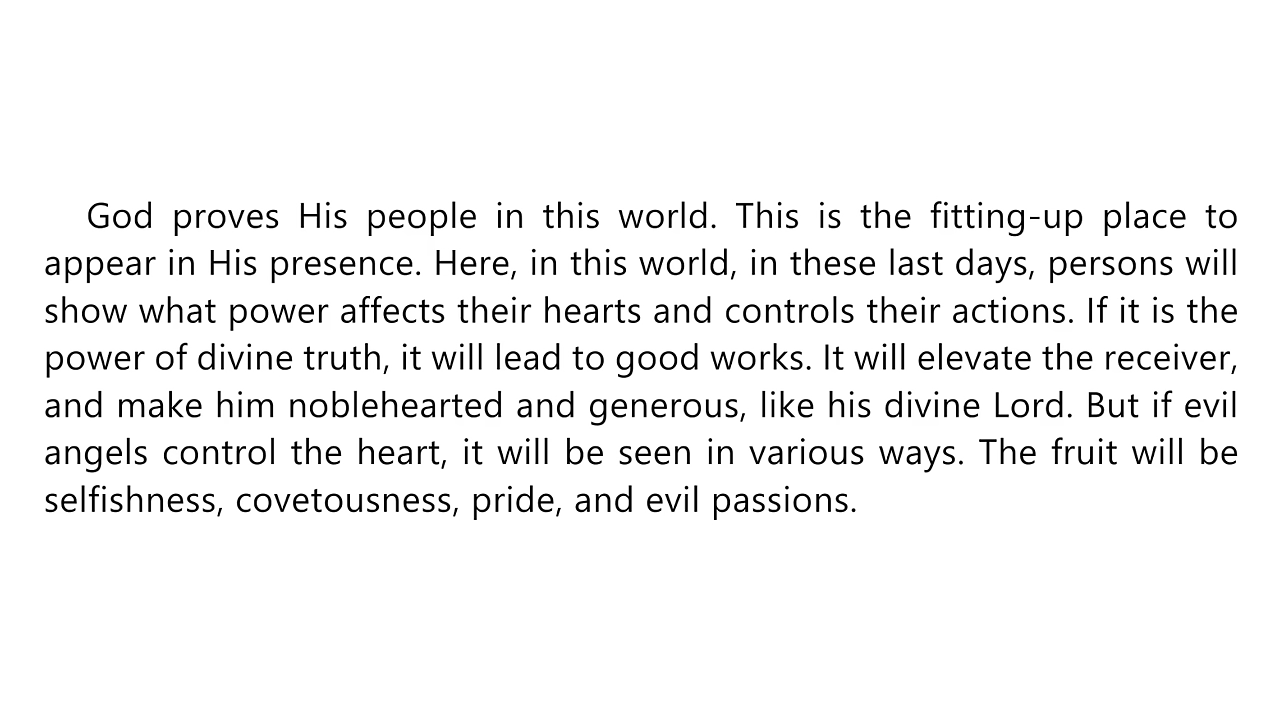 God proves His people in this world. This is the fitting-up place to
appear in His presence. Here, in this world, in these last days, persons will
show what power affects their hearts and controls their actions. If it is the
power of divine truth, it will lead to good works. It will elevate the receiver,
and make him noblehearted and generous, like his divine Lord. But if evil
angels control the heart, it will be seen in various ways. The fruit will be
selfishness, covetousness, pride, and evil passions.